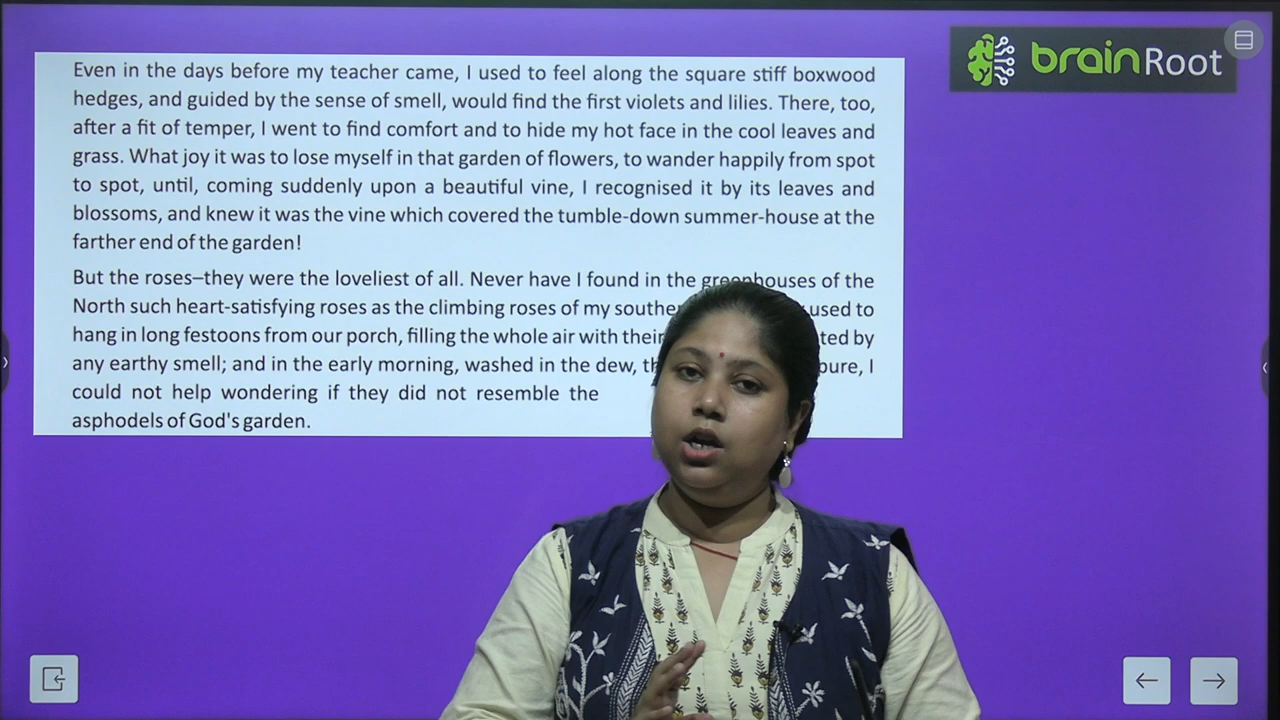 brainRoot
Even in the days before my teacher came, I used to feel along the square stiff boxwood
hedges, and guided by the sense of smell, would find the first violets and lilies. There, too,
after a fit of temper, I went to find comfort and to hide my hot face in the cool leaves and
grass. What joy it was to lose myself in that garden of flowers, to wander happily from spot
to spot, until, coming suddenly upon a beautiful vine, I recognised it by its leaves and
blossoms, and knew it was the vine which covered the tumble-down summer-house at the
farther end of the garden!
But the roses–they were the loveliest of all. Never have I found in the greenhouses of the
North such heart-satisfying roses as the climbing roses of my used to
hang in long festoons from our porch, filling the whole air with their
any earthy smell; and in the early morning, washed in the dew, pure, I
could not help wondering if they did not resemble the
asphodels of God's garden.